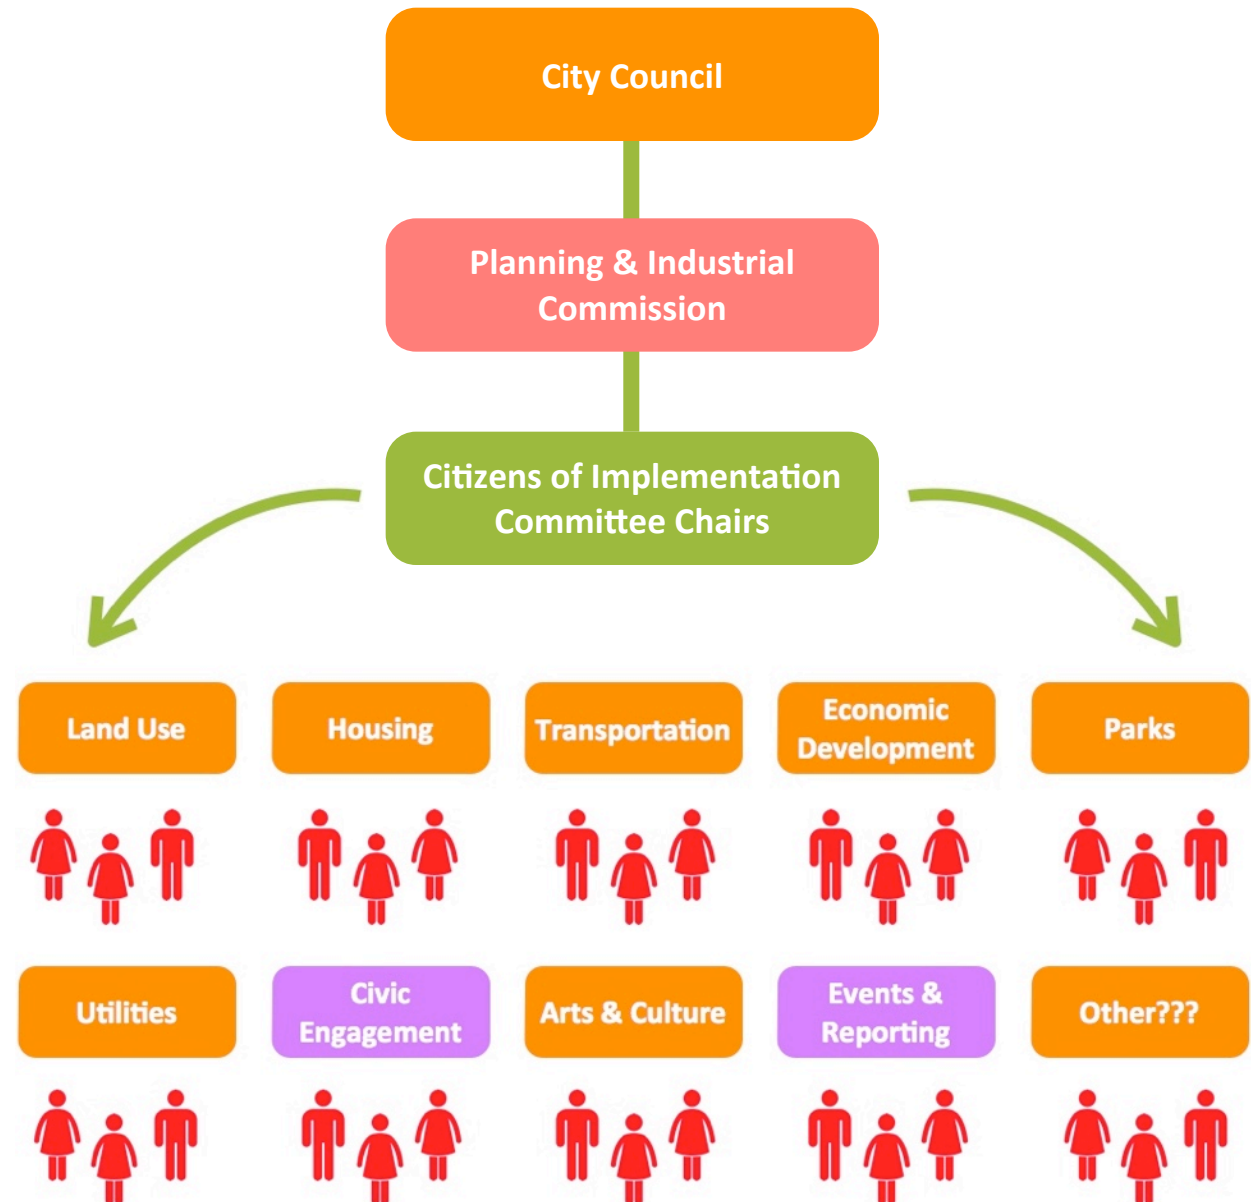 City Council
Planning & Industrial
Commission
Citizens of Implementation
Committee Chairs
Land Use
Housing
Transportation
Economic
Development
Parks
Utilities
Civic
Engagement
Arts & Culture
Events &
Reporting
Other???